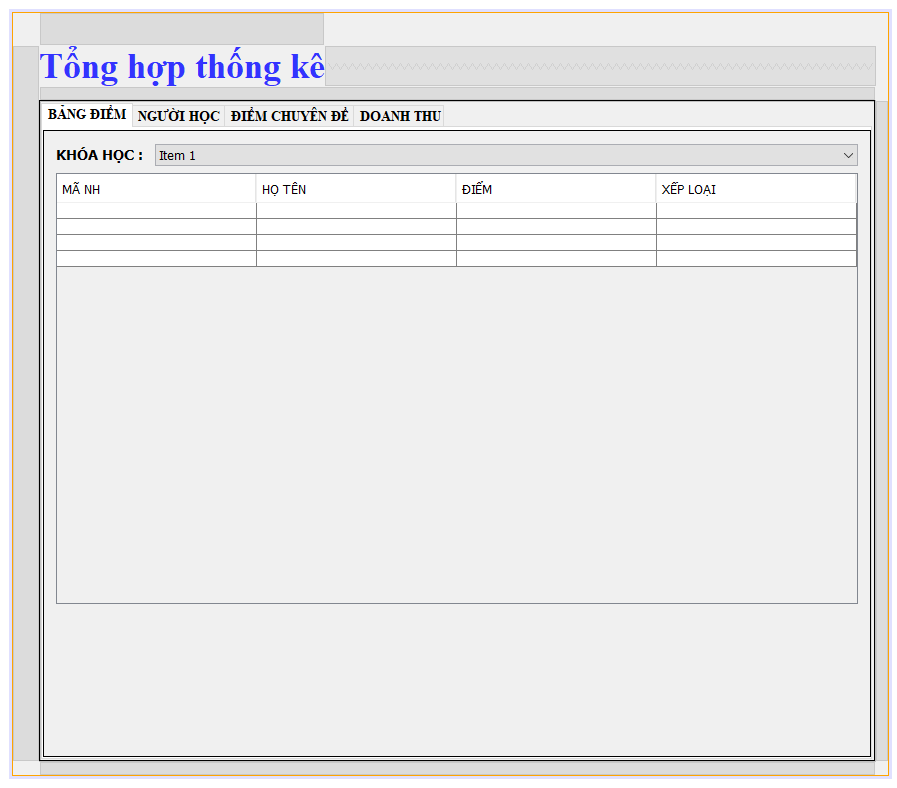 Tổng hợp thống kê
BẢNG ĐIỂM NGƯỜI HỌC ĐIỂM CHUYÊN ĐỀ DOANH THU
KHÓA HỌC : Item 1
MÃ NH HỌ TÊN ĐIỂM XẾP LOẠI